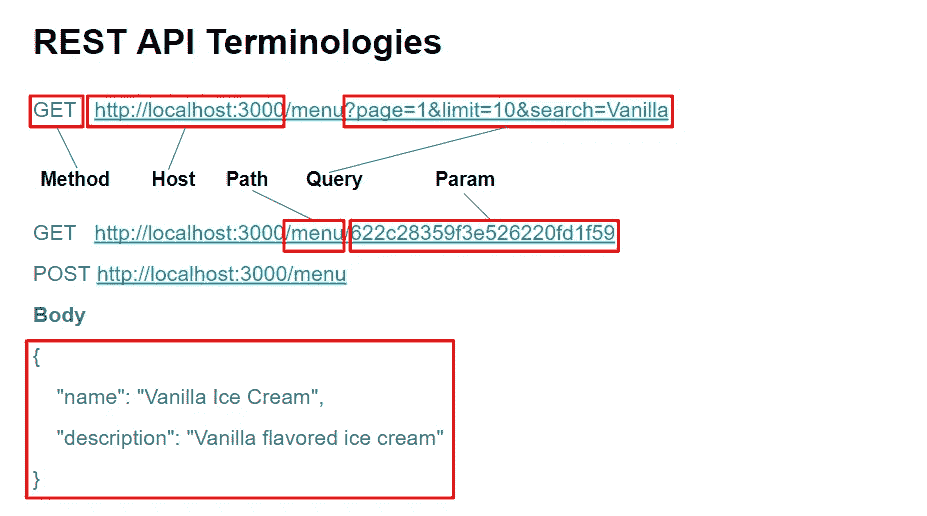 REST API Terminologies
GET http://localhost:3000/menu?page=1&limit=10&search=Vanilla
Method Host Path Query Param
GET http://localhost:3000/menu/622c28359f3e526220fd1f59
POST http://localhost:3000/menu
Body
{
"name": "Vanilla Ice Cream",
"description": "Vanilla flavored ice cream"
}